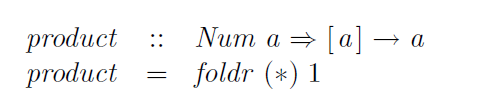 product :: Num a ⇒ [a] → a
product = foldr (∗) 1